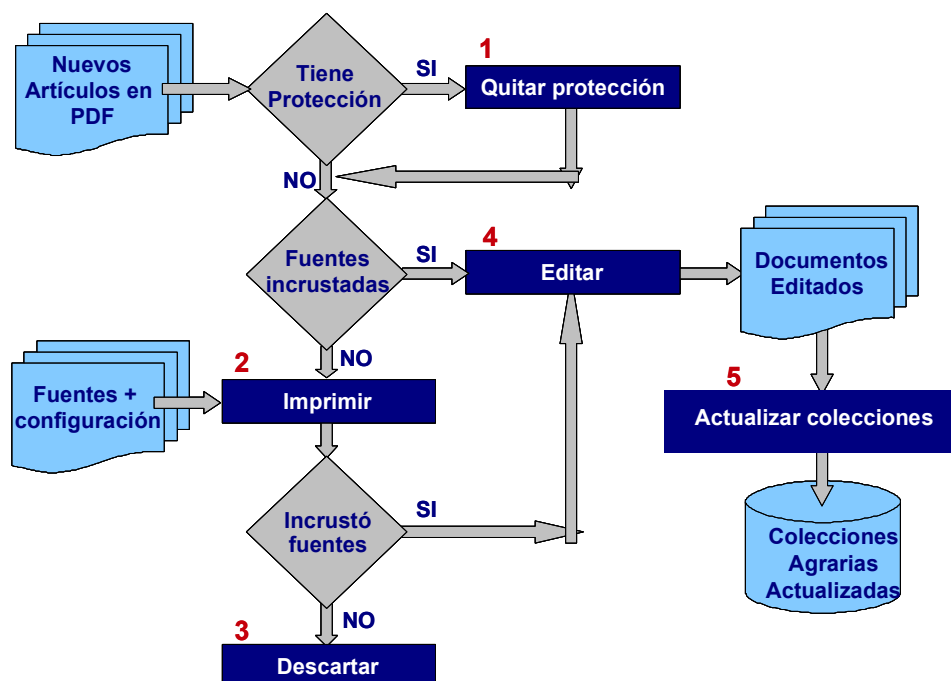 Nuevos
Artículos en
PDF
Tiene
Protección
SI
1
Quitar protección
NO
Fuentes
incrustadas
SI
4
Editar
Documentos
Editados
NO
2
Fuentes +
configuración
Imprimir
5
Actualizar colecciones
Incrustó
fuentes
SI
Colecciones
Agrarias
Actualizadas
NO
3
Descartar